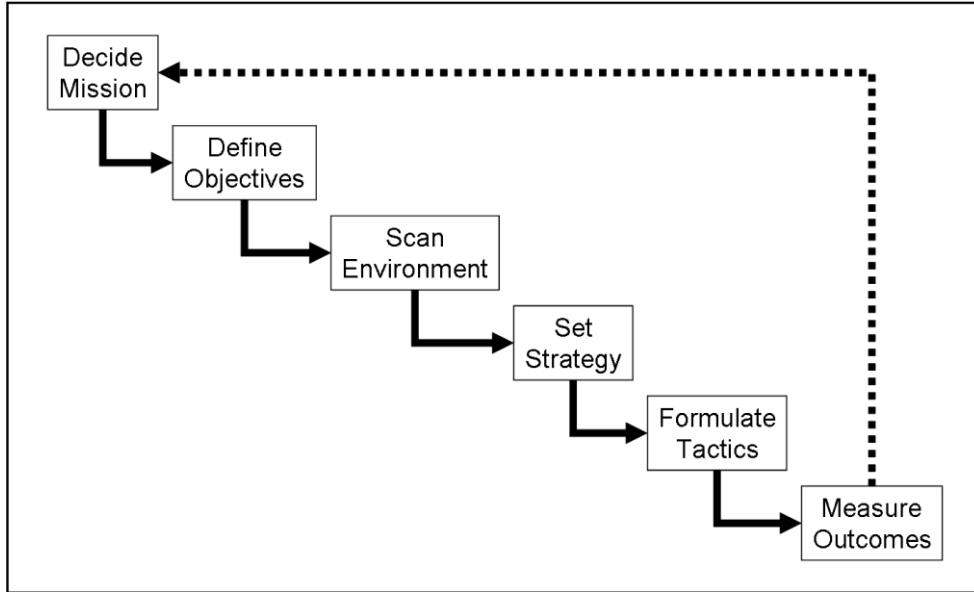 Decide
Mission
Define
Objectives
Scan
Environment
Set
Strategy
Formulate
Tactics
Measure
Outcomes